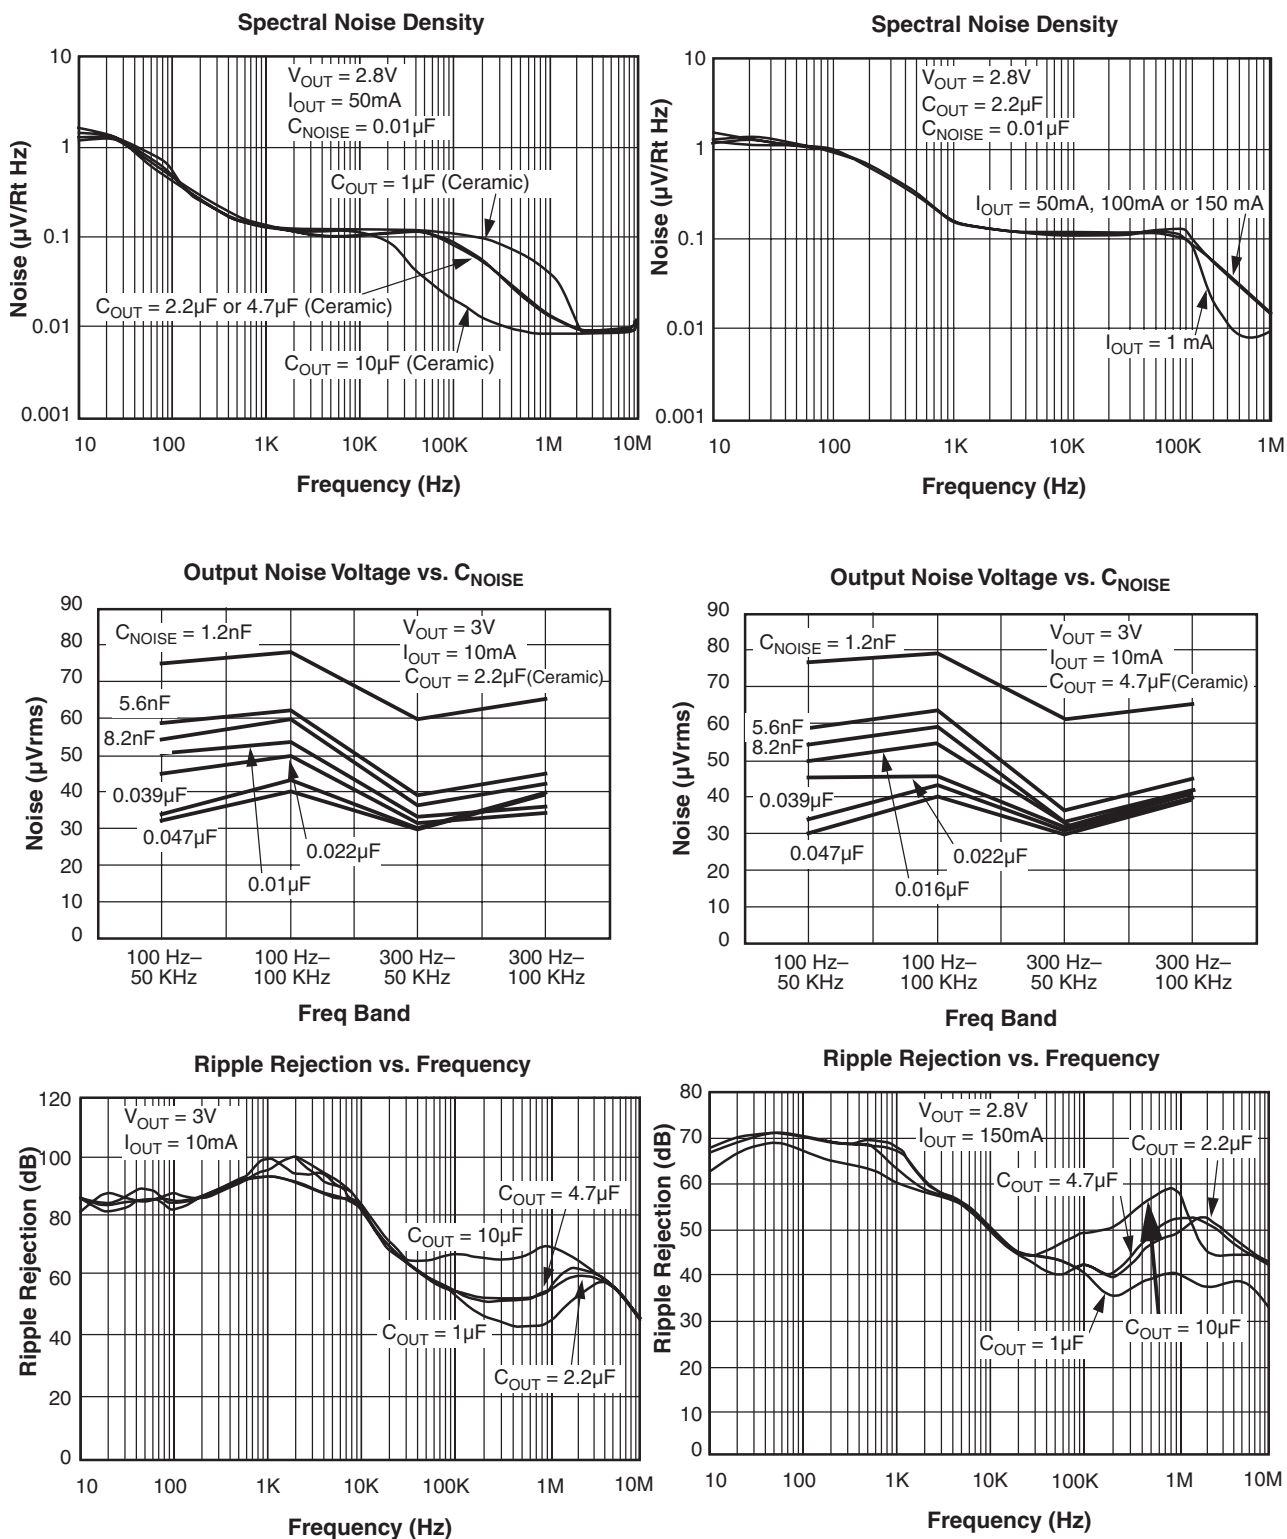 Spectral Noise Density
10
1
0.1
0.01
0.001
Noise (µV/Rt Hz)
VOUT = 2.8V
IOUT = 50mA
CNOISE = 0.01µF
COUT = 1µF (Ceramic)
COUT = 2.2µF or 4.7µF (Ceramic)
COUT = 10µF (Ceramic)
10 100 1K 10K 100K 1M 10M
Frequency (Hz)
Spectral Noise Density
10
1
0.1
0.01
0.001
Noise (µV/Rt Hz)
VOUT = 2.8V
COUT = 2.2µF
CNOISE = 0.01µF
IOUT = 50mA, 100mA or 150 mA
IOUT = 1 mA
10 100 1K 10K 100K 1M
Frequency (Hz)
Output Noise Voltage vs. CNOISE
90
80
70
60
50
40
30
20
10
0
Noise (µVrms)
CNOISE = 1.2nF
VOUT = 3V
IOUT = 10mA
COUT = 2.2µF(Ceramic)
5.6nF
8.2nF
0.039µF
0.047µF
0.022µF
0.01µF
100 Hz– 100 Hz– 300 Hz– 300 Hz–
50 KHz 100 KHz 50 KHz 100 KHz
Freq Band
Output Noise Voltage vs. CNOISE
90
80
70
60
50
40
30
20
10
0
Noise (µVrms)
CNOISE = 1.2nF
VOUT = 3V
IOUT = 10mA
COUT = 4.7µF(Ceramic)
5.6nF
8.2nF
0.039µF
0.047µF
0.022µF
0.016µF
100 Hz– 100 Hz– 300 Hz– 300 Hz–
50 KHz 100 KHz 50 KHz 100 KHz
Freq Band
Ripple Rejection vs. Frequency
120
100
80
60
40
20
0
Ripple Rejection (dB)
VOUT = 3V
IOUT = 10mA
COUT = 4.7µF
COUT = 10µF
COUT = 1µF
COUT = 2.2µF
10 100 1K 10K 100K 1M 10M
Frequency (Hz)
Ripple Rejection vs. Frequency
80
70
60
50
40
30
20
10
0
Ripple Rejection (dB)
VOUT = 2.8V
IOUT = 150mA
COUT = 2.2µF
COUT = 4.7µF
COUT = 1µF
COUT = 10µF
10 100 1K 10K 100K 1M 10M
Frequency (Hz)